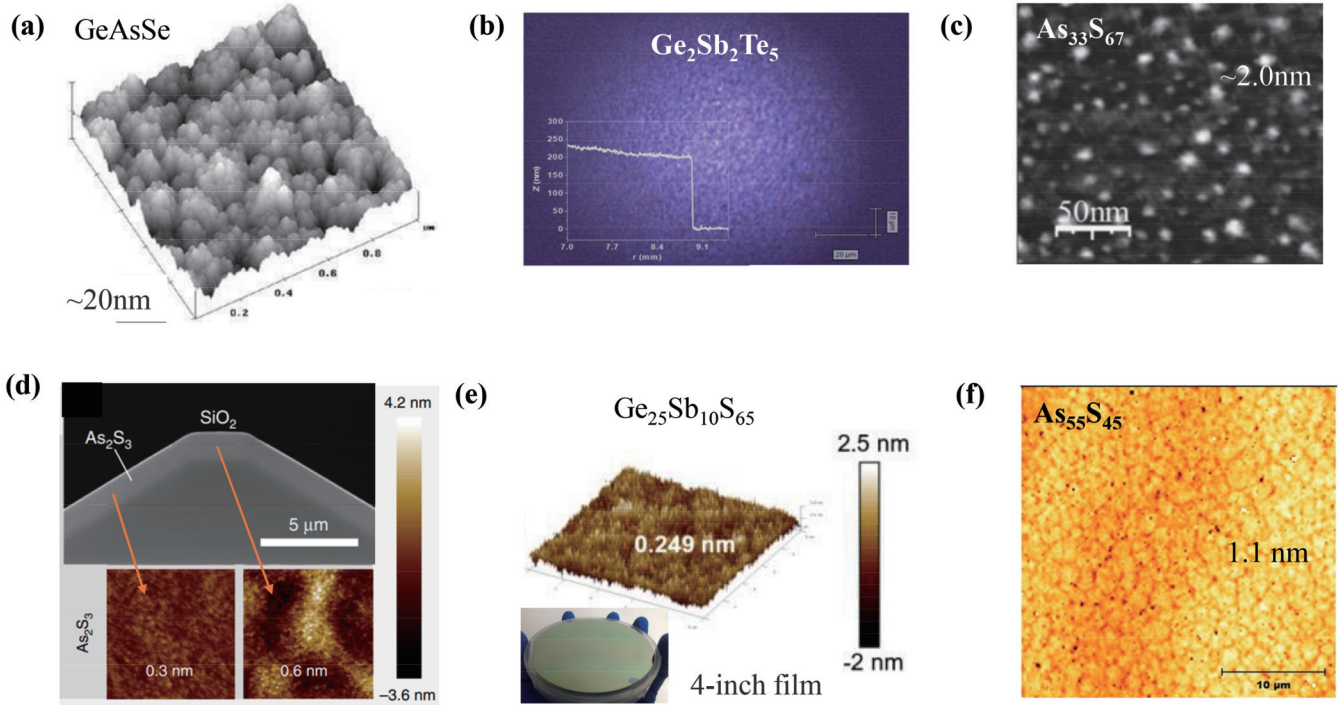 (a)
GeAsSe
μm
0.8
0.6
0.4
0.2
~20nm
(b)
Ge₂Sb₂Te₅
300
250
200
150
100
50
0
Z (nm)
7.0 7.7 8.4 9.1
r (mm)
10 µm
20 µm
(c)
As₃₃S₆₇
~2.0nm
50nm
(d)
SiO₂
As₂S₃
5 µm
4.2 nm
−3.6 nm
As₂S₃
0.3 nm
0.6 nm
(e)
Ge₂₅Sb₁₀S₆₅
2.5 nm
0.249 nm
-2 nm
4-inch film
(f)
As₅₅S₄₅
1.1 nm
10 µm